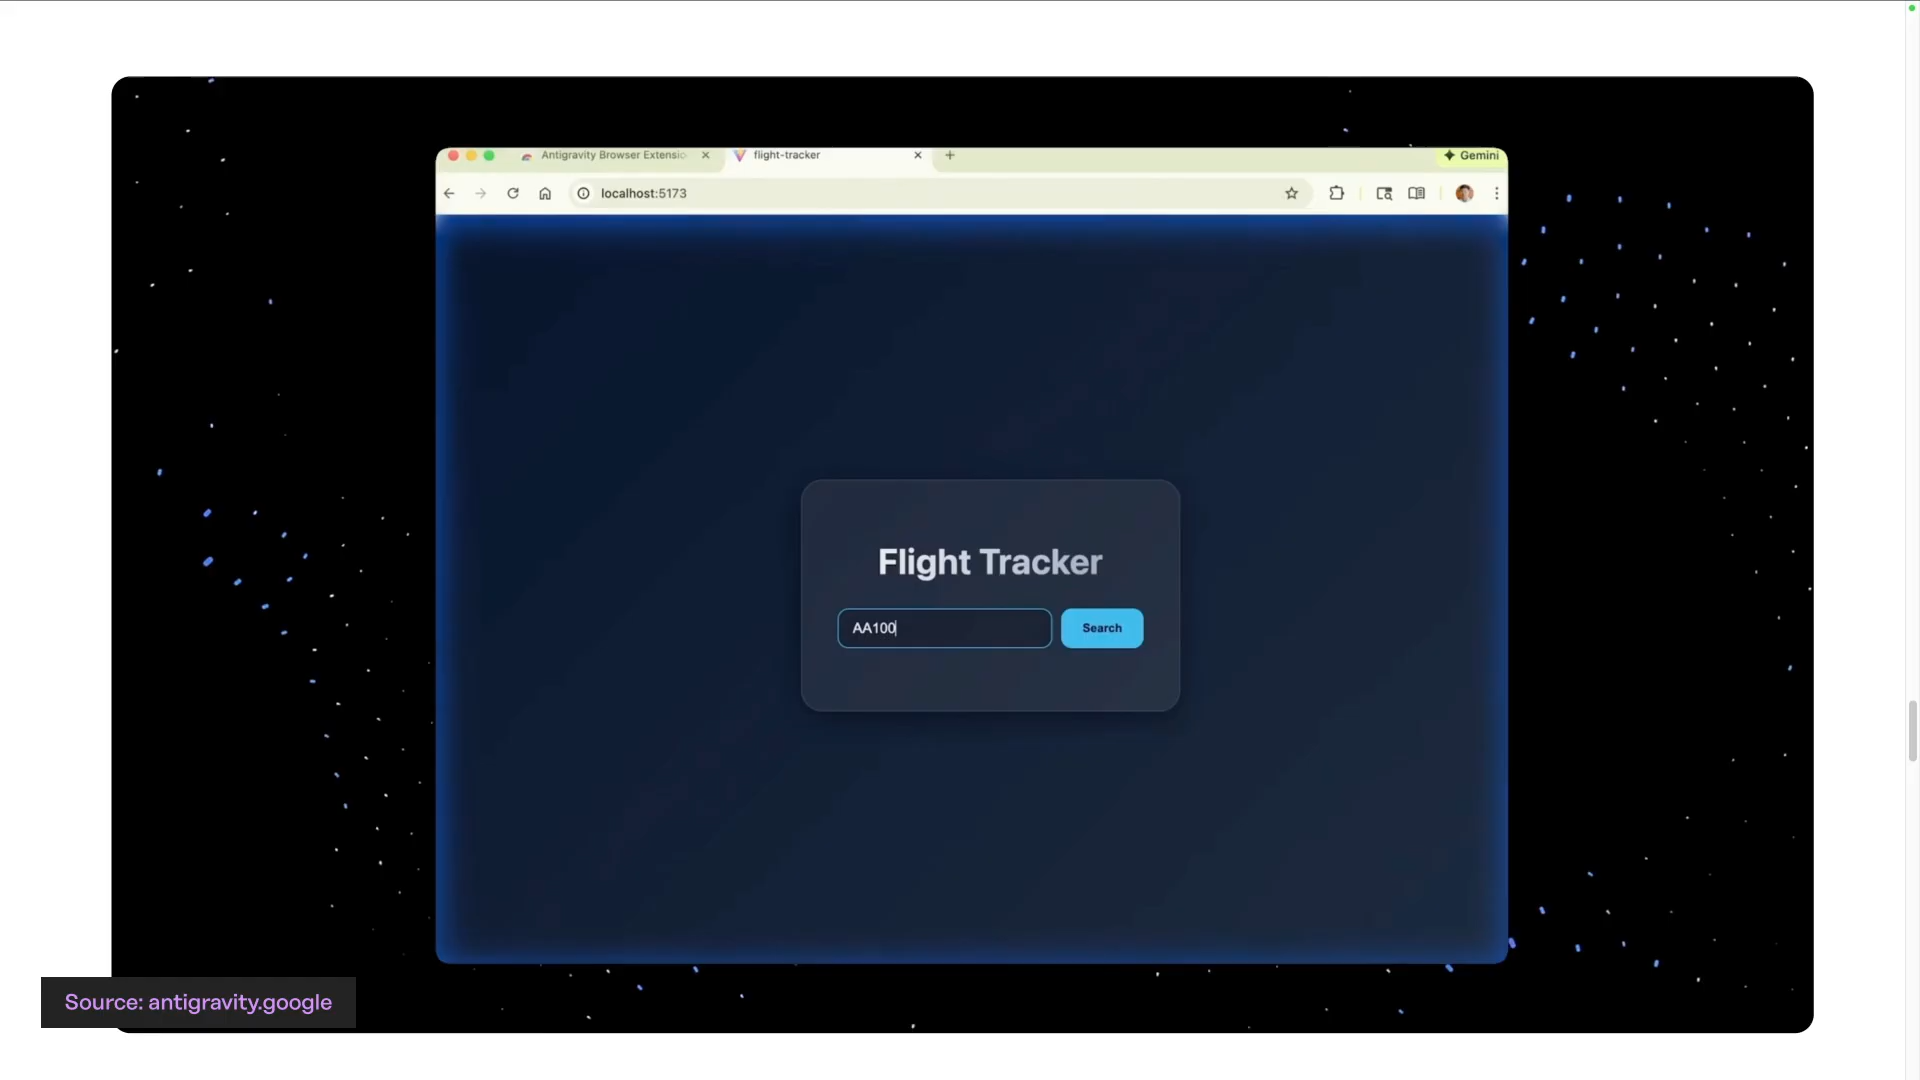 Antigravity Browser Extensio
flight-tracker
Gemini
localhost:5173
Flight Tracker
AA100
Search
Source: antigravity.google